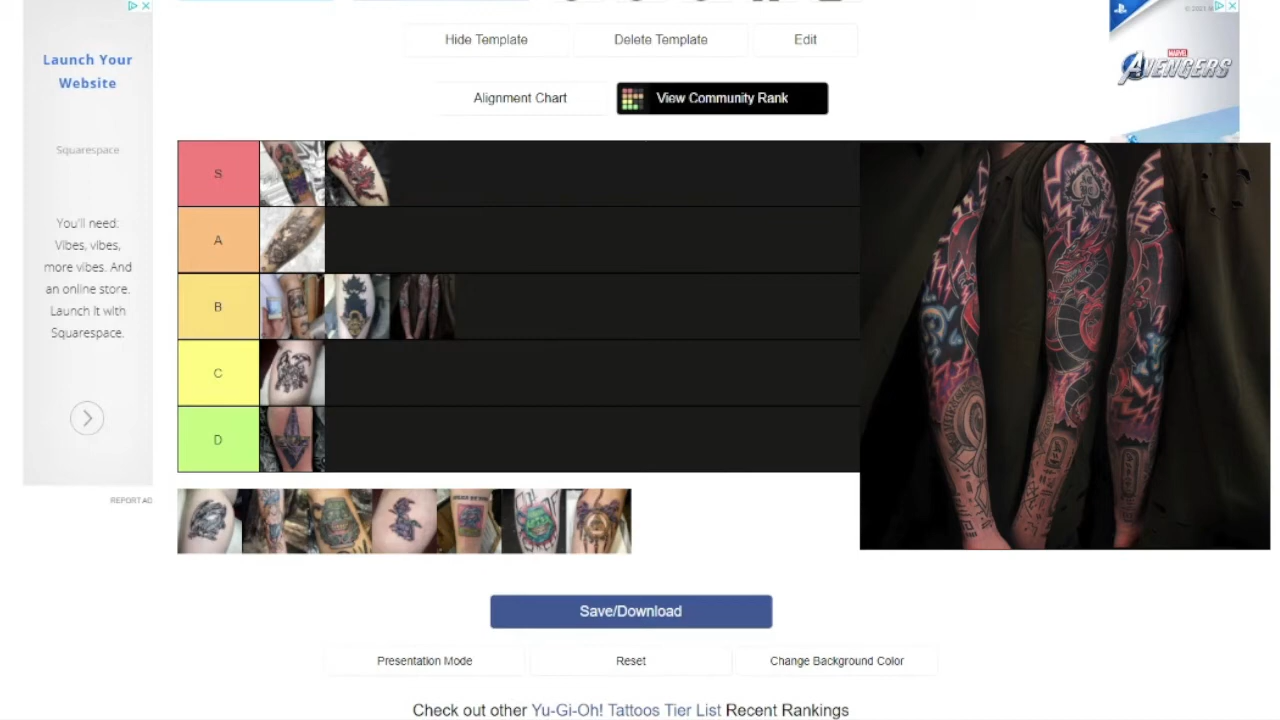 Launch Your
Website
Squarespace
You'll need:
Vibes, vibes,
more vibes. And
an online store.
Launch it with
Squarespace.
REPORT AD
Hide Template
Delete Template
Edit
Alignment Chart
View Community Rank
MARVEL
AVENGERS
S
A
B
C
D
Save/Download
Presentation Mode
Reset
Change Background Color
Check out other Yu-Gi-Oh! Tattoos Tier List Recent Rankings